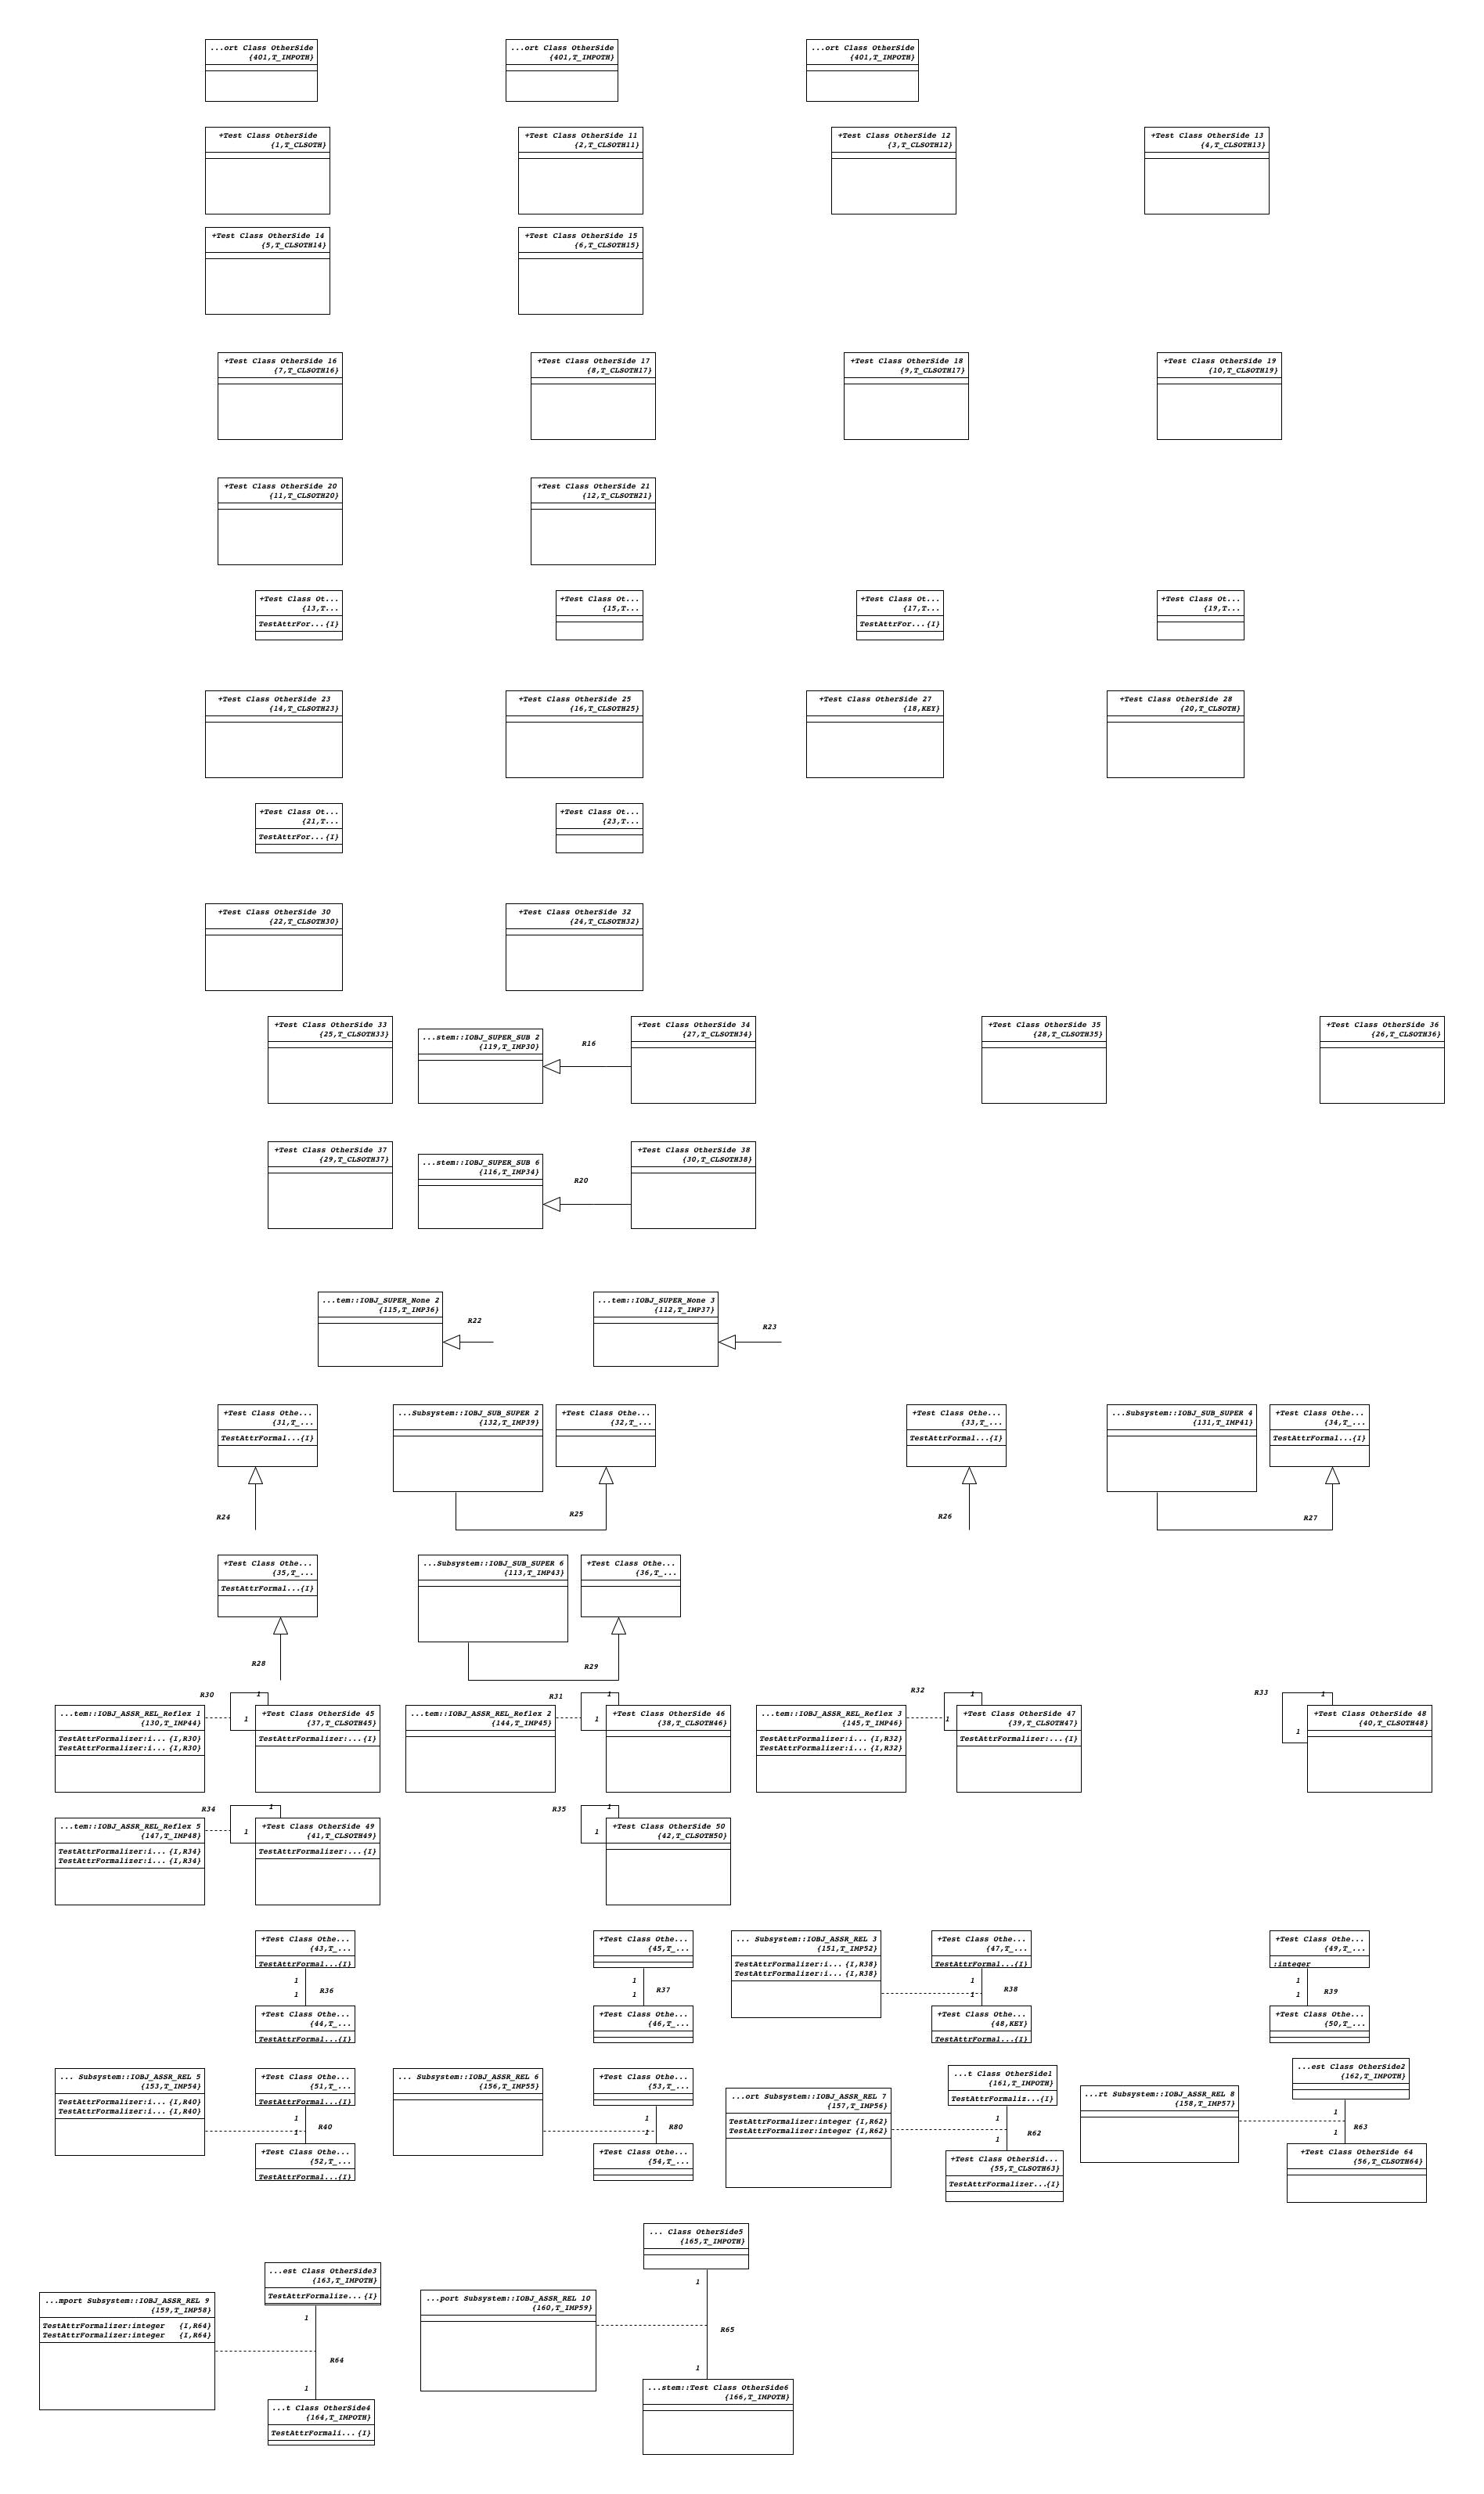 ...ort Class OtherSide
{401,T_IMPOTH}
...ort Class OtherSide
{401,T_IMPOTH}
...ort Class OtherSide
{401,T_IMPOTH}
+Test Class OtherSide
{1,T_CLSOTH}
+Test Class OtherSide 11
{2,T_CLSOTH11}
+Test Class OtherSide 12
{3,T_CLSOTH12}
+Test Class OtherSide 13
{4,T_CLSOTH13}
+Test Class OtherSide 14
{5,T_CLSOTH14}
+Test Class OtherSide 15
{6,T_CLSOTH15}
+Test Class OtherSide 16
{7,T_CLSOTH16}
+Test Class OtherSide 17
{8,T_CLSOTH17}
+Test Class OtherSide 18
{9,T_CLSOTH17}
+Test Class OtherSide 19
{10,T_CLSOTH19}
+Test Class OtherSide 20
{11,T_CLSOTH20}
+Test Class OtherSide 21
{12,T_CLSOTH21}
+Test Class Ot...
{13,T...
TestAttrFor...{I}
+Test Class Ot...
{15,T...
+Test Class Ot...
{17,T...
TestAttrFor...{I}
+Test Class Ot...
{19,T...
+Test Class OtherSide 23
{14,T_CLSOTH23}
+Test Class OtherSide 25
{16,T_CLSOTH25}
+Test Class OtherSide 27
{18,KEY}
+Test Class OtherSide 28
{20,T_CLSOTH}
+Test Class Ot...
{21,T...
TestAttrFor...{I}
+Test Class Ot...
{23,T...
+Test Class OtherSide 30
{22,T_CLSOTH30}
+Test Class OtherSide 32
{24,T_CLSOTH32}
+Test Class OtherSide 33
{25,T_CLSOTH33}
...stem::IOBJ_SUPER_SUB 2
{119,T_IMP30}
R16
+Test Class OtherSide 34
{27,T_CLSOTH34}
+Test Class OtherSide 35
{28,T_CLSOTH35}
+Test Class OtherSide 36
{26,T_CLSOTH36}
+Test Class OtherSide 37
{29,T_CLSOTH37}
...stem::IOBJ_SUPER_SUB 6
{116,T_IMP34}
R20
+Test Class OtherSide 38
{30,T_CLSOTH38}
...tem::IOBJ_SUPER_None 2
{115,T_IMP36}
R22
...tem::IOBJ_SUPER_None 3
{112,T_IMP37}
R23
+Test Class Othe...
{31,T_...
TestAttrFormal...{I}
R24
...Subsystem::IOBJ_SUB_SUPER 2
{132,T_IMP39}
+Test Class Othe...
{32,T_...
R25
+Test Class Othe...
{33,T_...
TestAttrFormal...{I}
R26
...Subsystem::IOBJ_SUB_SUPER 4
{131,T_IMP41}
+Test Class Othe...
{34,T_...
TestAttrFormal...{I}
R27
+Test Class Othe...
{35,T_...
TestAttrFormal...{I}
R28
...Subsystem::IOBJ_SUB_SUPER 6
{113,T_IMP43}
+Test Class Othe...
{36,T_...
R29
...tem::IOBJ_ASSR_REL_Reflex 1
{130,T_IMP44}
TestAttrFormalizer:i... {I,R30}
TestAttrFormalizer:i... {I,R30}
R30
1
1
+Test Class OtherSide 45
{37,T_CLSOTH45}
TestAttrFormalizer:...{I}
...tem::IOBJ_ASSR_REL_Reflex 2
{144,T_IMP45}
R31
1
1
+Test Class OtherSide 46
{38,T_CLSOTH46}
...tem::IOBJ_ASSR_REL_Reflex 3
{145,T_IMP46}
TestAttrFormalizer:i... {I,R32}
TestAttrFormalizer:i... {I,R32}
R32
1
1
+Test Class OtherSide 47
{39,T_CLSOTH47}
TestAttrFormalizer:...{I}
R33
1
1
+Test Class OtherSide 48
{40,T_CLSOTH48}
...tem::IOBJ_ASSR_REL_Reflex 5
{147,T_IMP48}
TestAttrFormalizer:i... {I,R34}
TestAttrFormalizer:i... {I,R34}
R34
1
1
+Test Class OtherSide 49
{41,T_CLSOTH49}
TestAttrFormalizer:...{I}
R35
1
1
+Test Class OtherSide 50
{42,T_CLSOTH50}
+Test Class Othe...
{43,T_...
TestAttrFormal...{I}
1
1
R36
+Test Class Othe...
{44,T_...
TestAttrFormal...{I}
+Test Class Othe...
{45,T_...
1
1
R37
+Test Class Othe...
{46,T_...
... Subsystem::IOBJ_ASSR_REL 3
{151,T_IMP52}
TestAttrFormalizer:i... {I,R38}
TestAttrFormalizer:i... {I,R38}
+Test Class Othe...
{47,T_...
TestAttrFormal...{I}
1
1
R38
+Test Class Othe...
{48,KEY}
TestAttrFormal...{I}
+Test Class Othe...
{49,T_...
:integer
1
1
R39
+Test Class Othe...
{50,T_...
... Subsystem::IOBJ_ASSR_REL 5
{153,T_IMP54}
TestAttrFormalizer:i... {I,R40}
TestAttrFormalizer:i... {I,R40}
+Test Class Othe...
{51,T_...
TestAttrFormal...{I}
1
1
R40
+Test Class Othe...
{52,T_...
TestAttrFormal...{I}
... Subsystem::IOBJ_ASSR_REL 6
{156,T_IMP55}
+Test Class Othe...
{53,T_...
1
1
R80
+Test Class Othe...
{54,T_...
...ort Subsystem::IOBJ_ASSR_REL 7
{157,T_IMP56}
TestAttrFormalizer:integer {I,R62}
TestAttrFormalizer:integer {I,R62}
...t Class OtherSide1
{161,T_IMPOTH}
TestAttrFormaliz...{I}
1
1
R62
+Test Class OtherSid...
{55,T_CLSOTH63}
TestAttrFormalizer...{I}
...rt Subsystem::IOBJ_ASSR_REL 8
{158,T_IMP57}
...est Class OtherSide2
{162,T_IMPOTH}
1
1
R63
+Test Class OtherSide 64
{56,T_CLSOTH64}
...mport Subsystem::IOBJ_ASSR_REL 9
{159,T_IMP58}
TestAttrFormalizer:integer {I,R64}
TestAttrFormalizer:integer {I,R64}
...est Class OtherSide3
{163,T_IMPOTH}
TestAttrFormalize...{I}
1
R64
1
...t Class OtherSide4
{164,T_IMPOTH}
TestAttrFormali...{I}
...port Subsystem::IOBJ_ASSR_REL 10
{160,T_IMP59}
... Class OtherSide5
{165,T_IMPOTH}
1
R65
1
...stem::Test Class OtherSide6
{166,T_IMPOTH}